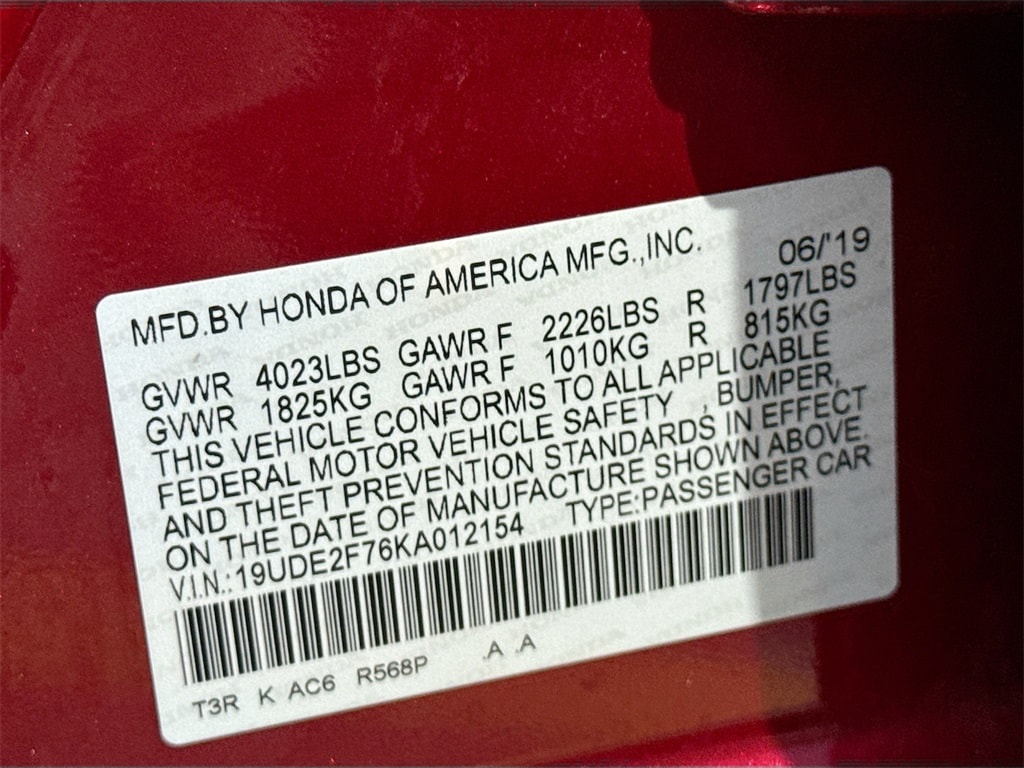 MFD.BY HONDA OF AMERICA MFG.,INC. 06/'19
GVWR 4023LBS GAWR F 2226LBS R 1797LBS
GVWR 1825KG GAWR F 1010KG R 815KG
THIS VEHICLE CONFORMS TO ALL APPLICABLE
FEDERAL MOTOR VEHICLE SAFETY , BUMPER,
AND THEFT PREVENTION STANDARDS IN EFFECT
ON THE DATE OF MANUFACTURE SHOWN ABOVE.
V.I.N.:19UDE2F76KA012154 TYPE:PASSENGER CAR
T3R K AC6 R568P .A .A